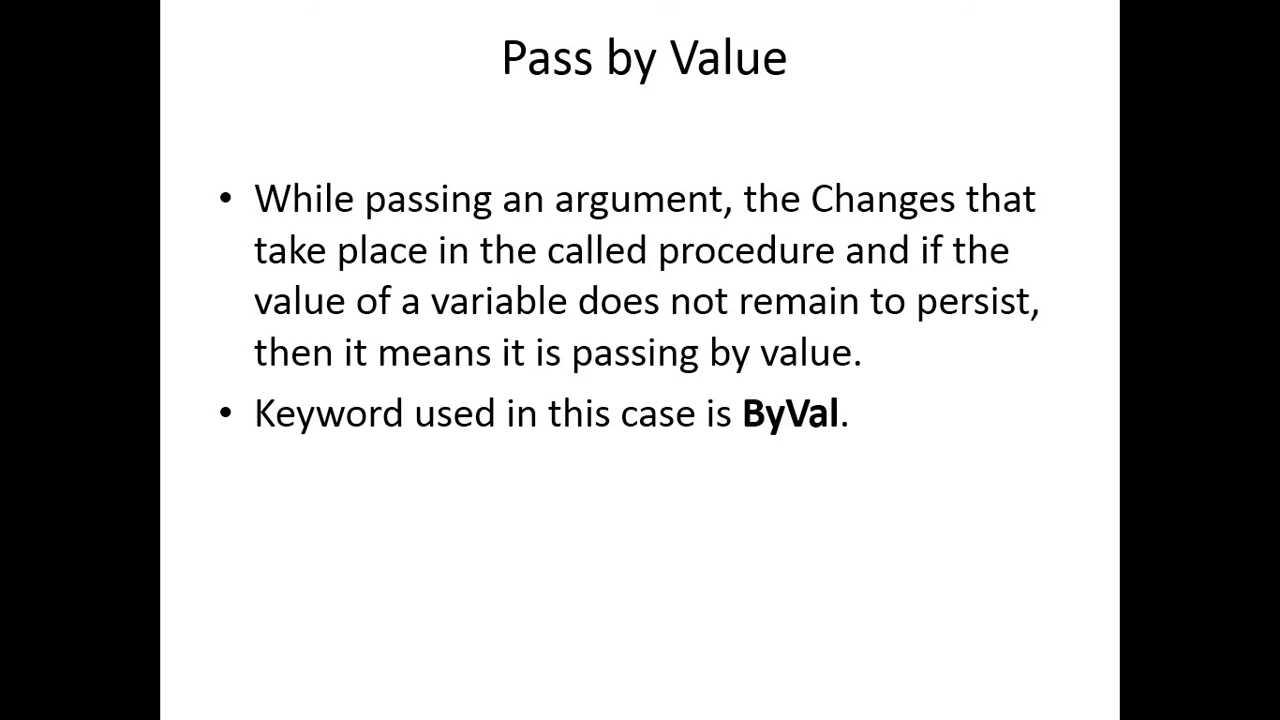 Pass by Value
• While passing an argument, the Changes that
take place in the called procedure and if the
value of a variable does not remain to persist,
then it means it is passing by value.
• Keyword used in this case is ByVal.